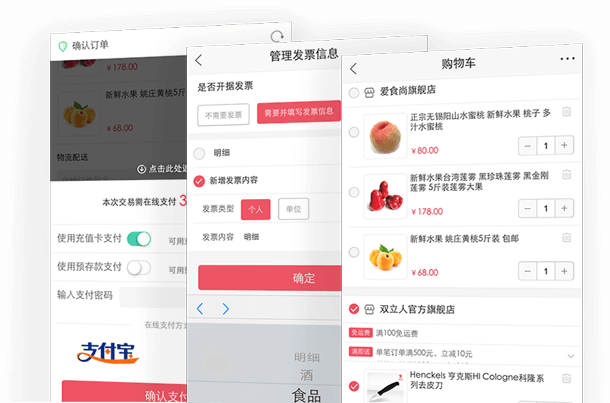 确认订单
¥178.00
新鲜水果 姚庄黄桃5斤
¥68.00
物流配送
点击此处返
本次交易需在线支付 3
使用充值卡支付
可用
使用预存款支付
可用
输入支付密码
在线支付方式
支付宝
确认支付
管理发票信息
是否开据发票
不需要发票
需要并填写发票信息
明细
新增发票内容
发票类型
个人
单位
发票内容
明细
确定
明细
酒
食品
购物车
爱食尚旗舰店
正宗无锡阳山水蜜桃 新鲜水果 桃子 多
汁水蜜桃
¥80.00
1
新鲜水果台湾莲雾 黑珍珠莲雾 黑金刚
莲雾 5斤装莲雾大果
¥178.00
1
新鲜水果 姚庄黄桃5斤装 包邮
¥68.00
1
双立人官方旗舰店
免运费
满100免运费
满即送
单笔订单满500元，立减10元
Henckels 亨克斯HI Cologne科隆系
列去皮刀